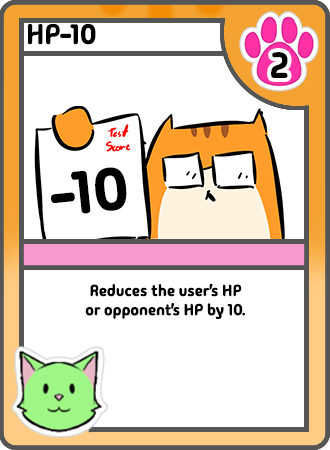 HP-10
2
Test
Score
-10
Reduces the user's HP
or opponent's HP by 10.